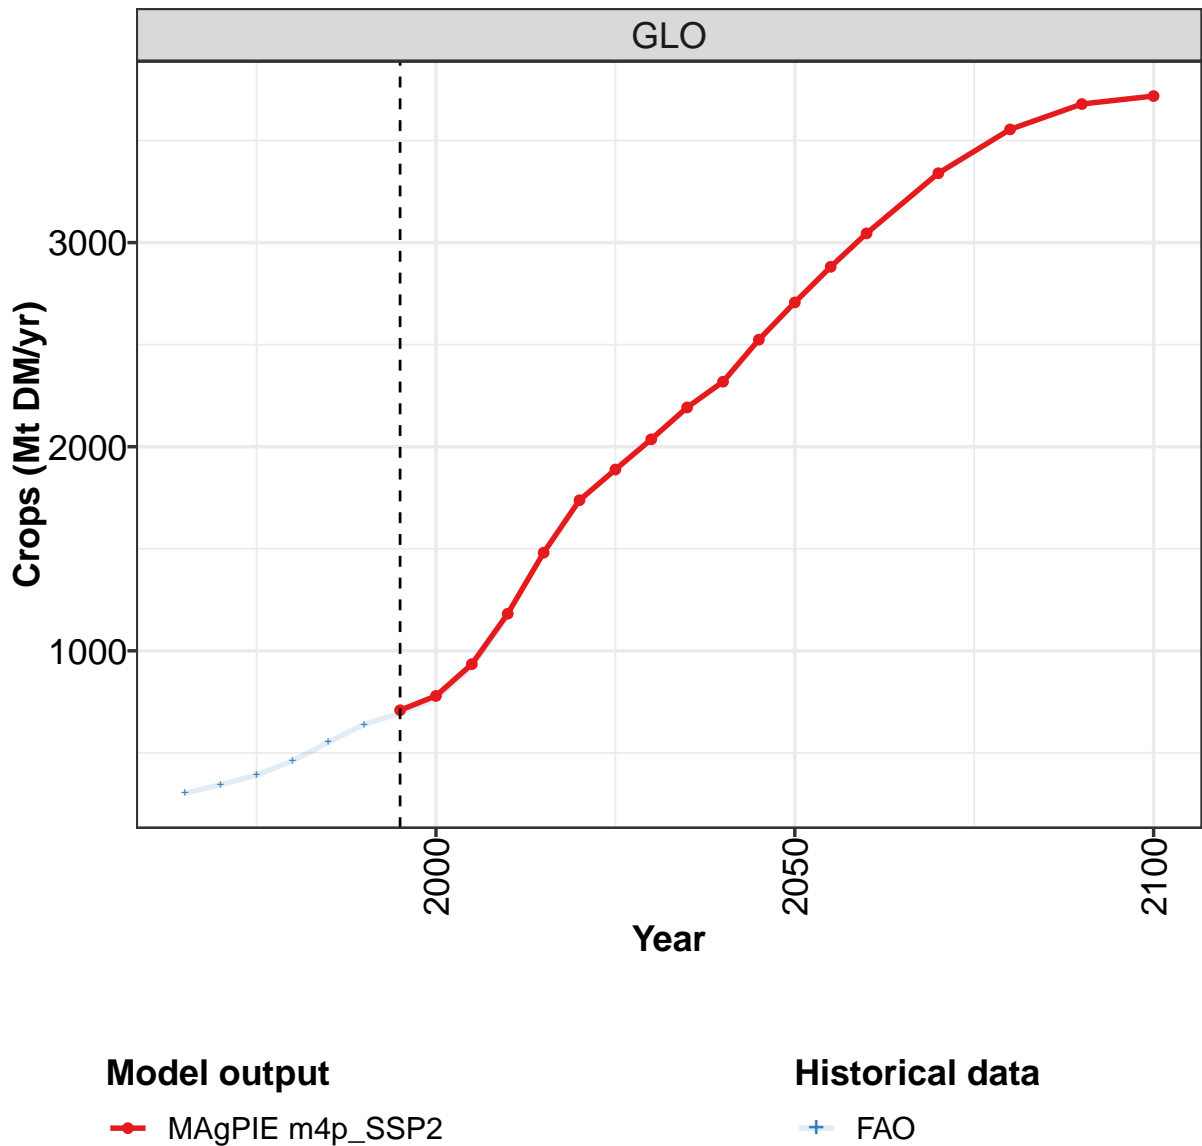 GLO
Crops (Mt DM/yr)
3000
2000
1000
2000
2050
2100
Year
Model output
Historical data
MAgPIE m4p_SSP2
FAO